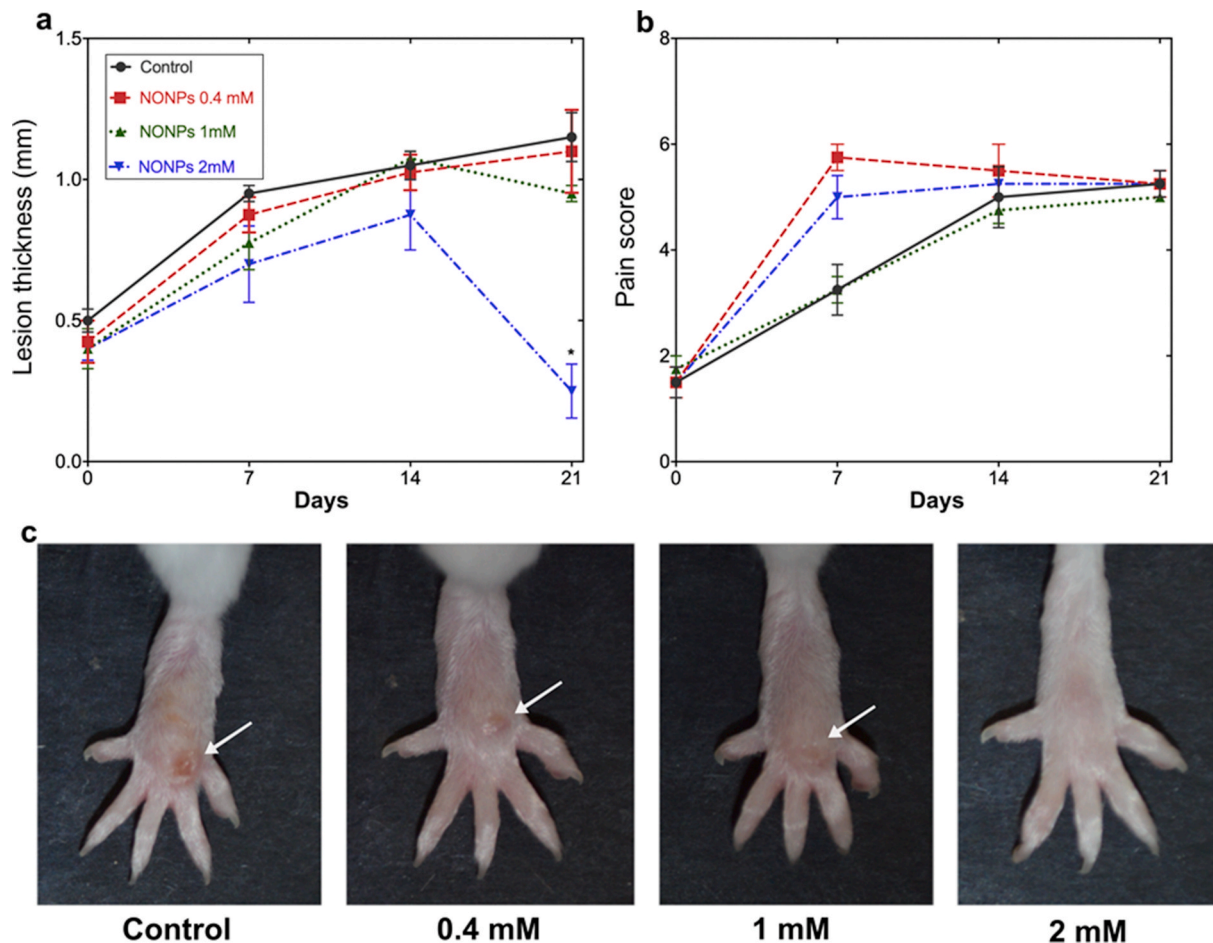 a
1.5
1.0
0.5
0.0
Lesion thickness (mm)
Control
NONPs 0.4 mM
NONPs 1mM
NONPs 2mM
*
0 7 14 21
Days
b
8
6
4
2
0
Pain score
0 7 14 21
Days
c
Control 0.4 mM 1 mM 2 mM